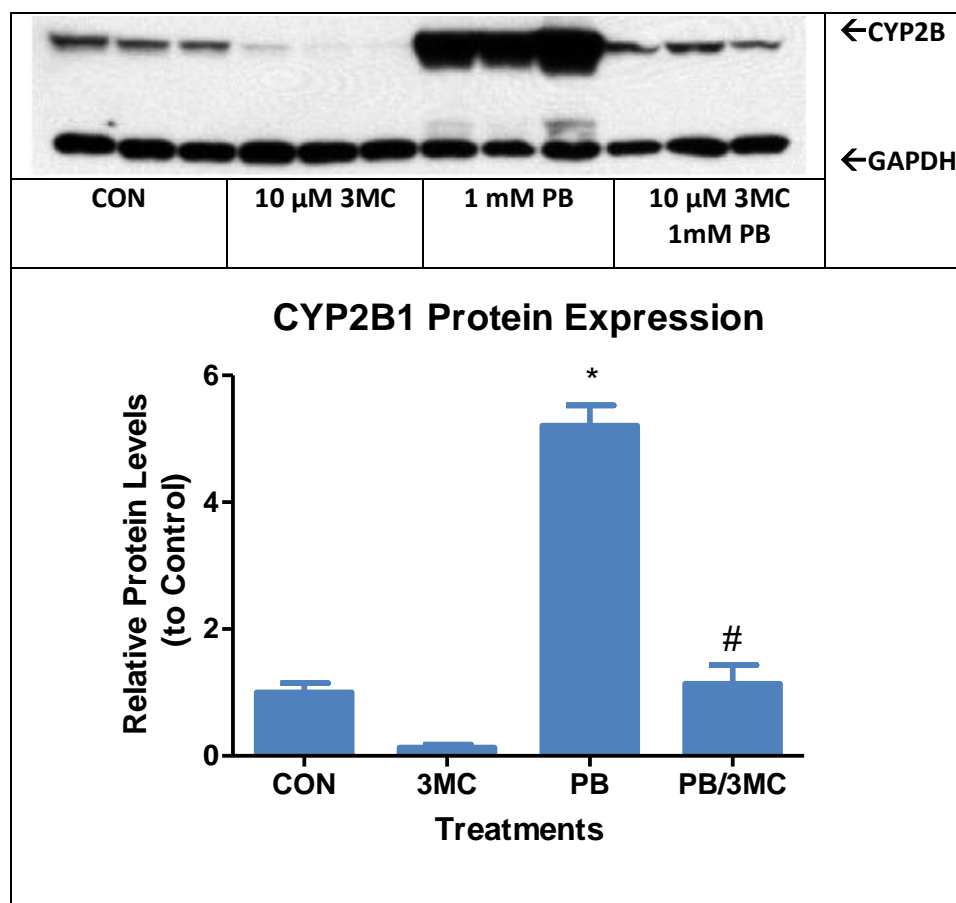 ←CYP2B
←GAPDH
CON
10 µM 3MC
1 mM PB
10 µM 3MC
1mM PB
CYP2B1 Protein Expression
Relative Protein Levels
(to Control)
6
4
2
0
*
#
CON
3MC
PB
PB/3MC
Treatments